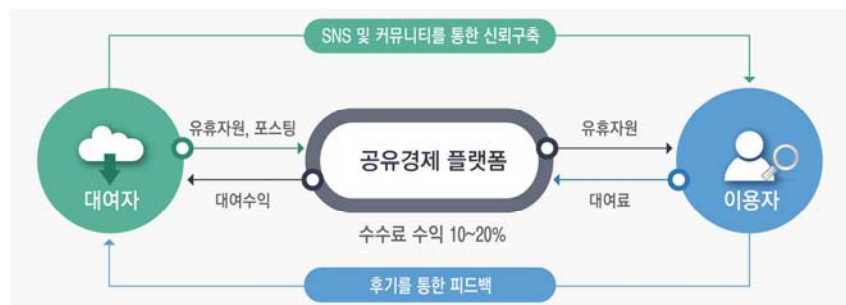 SNS 및 커뮤니티를 통한 신뢰구축
유휴자원, 포스팅
유휴자원
공유경제 플랫폼
대여자
대여수익
대여료
이용자
수수료 수익 10~20%
후기를 통한 피드백